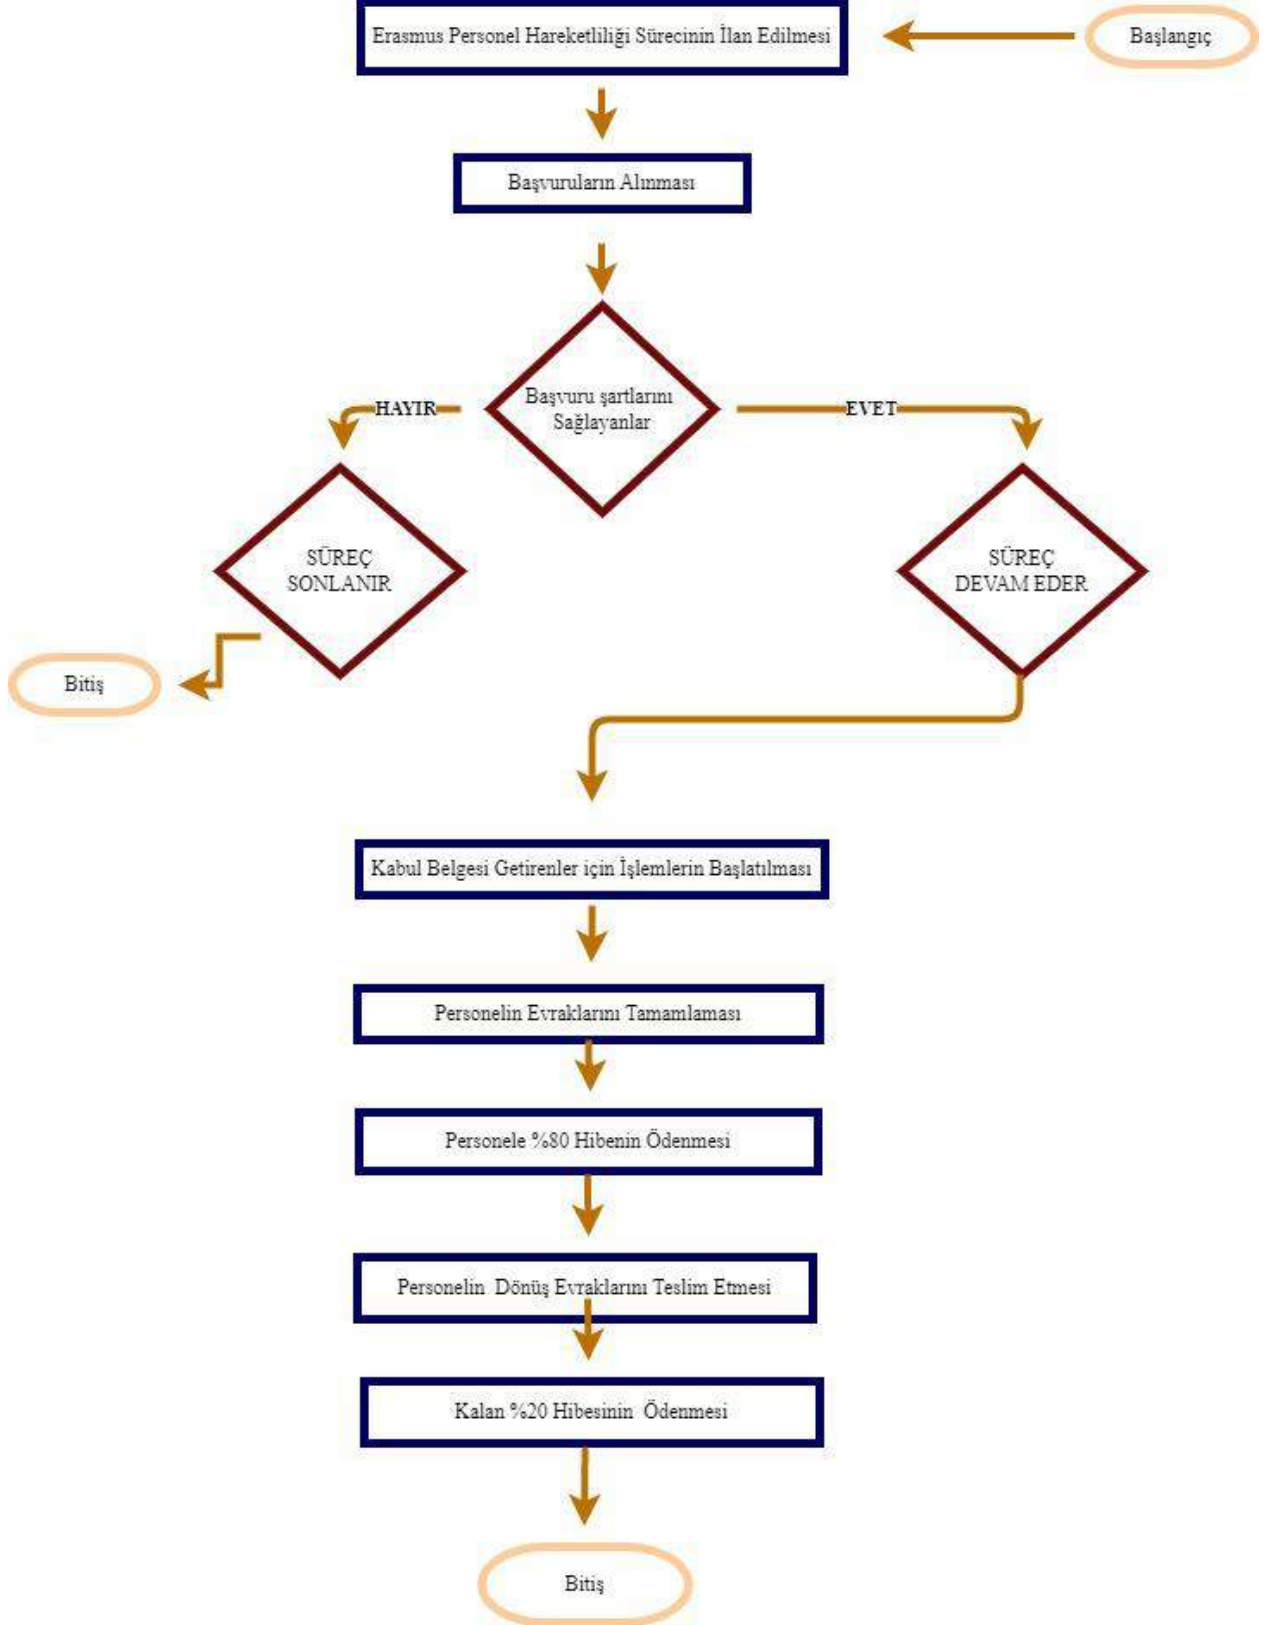 Erasmus Personel Hareketliliği Sürecinin İlan Edilmesi
Başlangıç
Başvuruların Alınması
Başvuru şartlarını
Sağlayanlar
HAYIR
EVET
SÜREÇ
SONLANIR
SÜREÇ
DEVAM EDER
Bitiş
Kabul Belgesi Getirenler için İşlemlerin Başlatılması
Personelin Evraklarını Tamamlaması
Personele %80 Hibenin Ödenmesi
Personelin Dönüş Evraklarını Teslim Etmesi
Kalan %20 Hibesinin Ödenmesi
Bitiş